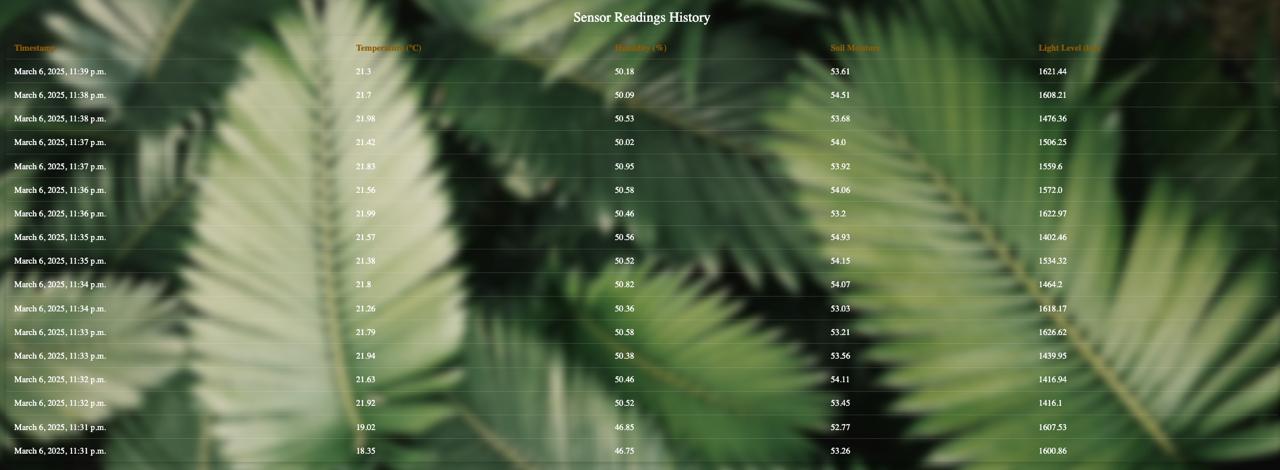 Sensor Readings History
Timestamp Temperature (°C) Humidity (%) Soil Moisture Light Level (lux)
March 6, 2025, 11:39 p.m. 21.3 50.18 53.61 1621.44
March 6, 2025, 11:38 p.m. 21.7 50.09 54.51 1608.21
March 6, 2025, 11:38 p.m. 21.98 50.53 53.68 1476.36
March 6, 2025, 11:37 p.m. 21.42 50.02 54.0 1506.25
March 6, 2025, 11:37 p.m. 21.83 50.95 53.92 1559.6
March 6, 2025, 11:36 p.m. 21.56 50.58 54.06 1572.0
March 6, 2025, 11:36 p.m. 21.99 50.46 53.2 1622.97
March 6, 2025, 11:35 p.m. 21.57 50.56 54.93 1402.46
March 6, 2025, 11:35 p.m. 21.38 50.52 54.15 1534.32
March 6, 2025, 11:34 p.m. 21.8 50.82 54.07 1464.2
March 6, 2025, 11:34 p.m. 21.26 50.36 53.03 1618.17
March 6, 2025, 11:33 p.m. 21.79 50.58 53.21 1626.62
March 6, 2025, 11:33 p.m. 21.94 50.38 53.56 1439.95
March 6, 2025, 11:32 p.m. 21.63 50.46 54.11 1416.94
March 6, 2025, 11:32 p.m. 21.92 50.52 53.45 1416.1
March 6, 2025, 11:31 p.m. 19.02 46.85 52.77 1607.53
March 6, 2025, 11:31 p.m. 18.35 46.75 53.26 1600.86